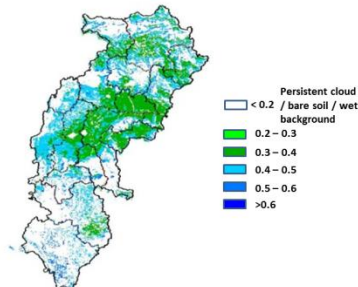 Persistent cloud
< 0.2 / bare soil / wet
background
0.2 – 0.3
0.3 – 0.4
0.4 – 0.5
0.5 – 0.6
>0.6